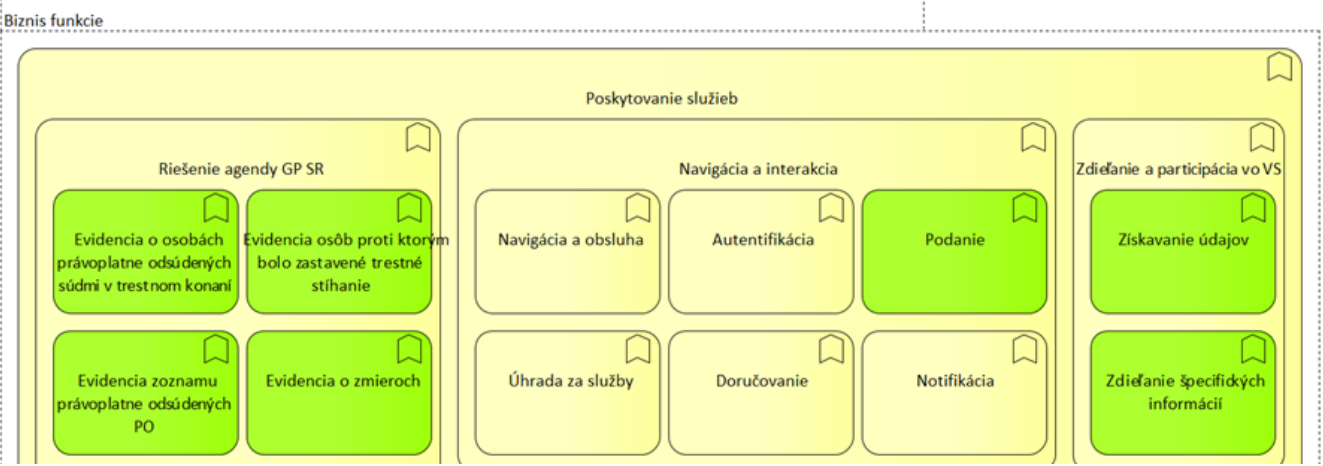 Biznis funkcie
Poskytovanie služieb
Riešenie agendy GP SR
Evidencia o osobách
právoplatne odsúdených
súdmi v trestnom konaní
Evidencia osôb proti ktorým
bolo zastavené trestné
stíhanie
Evidencia zoznamu
právoplatne odsúdených
PO
Evidencia o zmieroch
Navigácia a interakcia
Navigácia a obsluha
Autentifikácia
Podanie
Úhrada za služby
Doručovanie
Notifikácia
Zdieľanie a participácia vo VS
Získavanie údajov
Zdieľanie špecifických
informácií